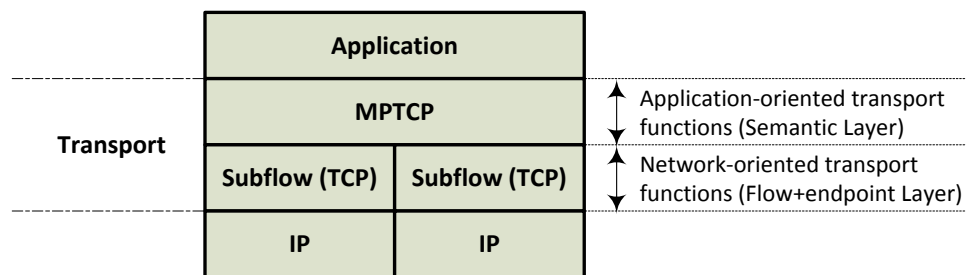 Application
MPTCP
Application-oriented transport
functions (Semantic Layer)
Transport
Subflow (TCP)
Subflow (TCP)
Network-oriented transport
functions (Flow+endpoint Layer)
IP
IP